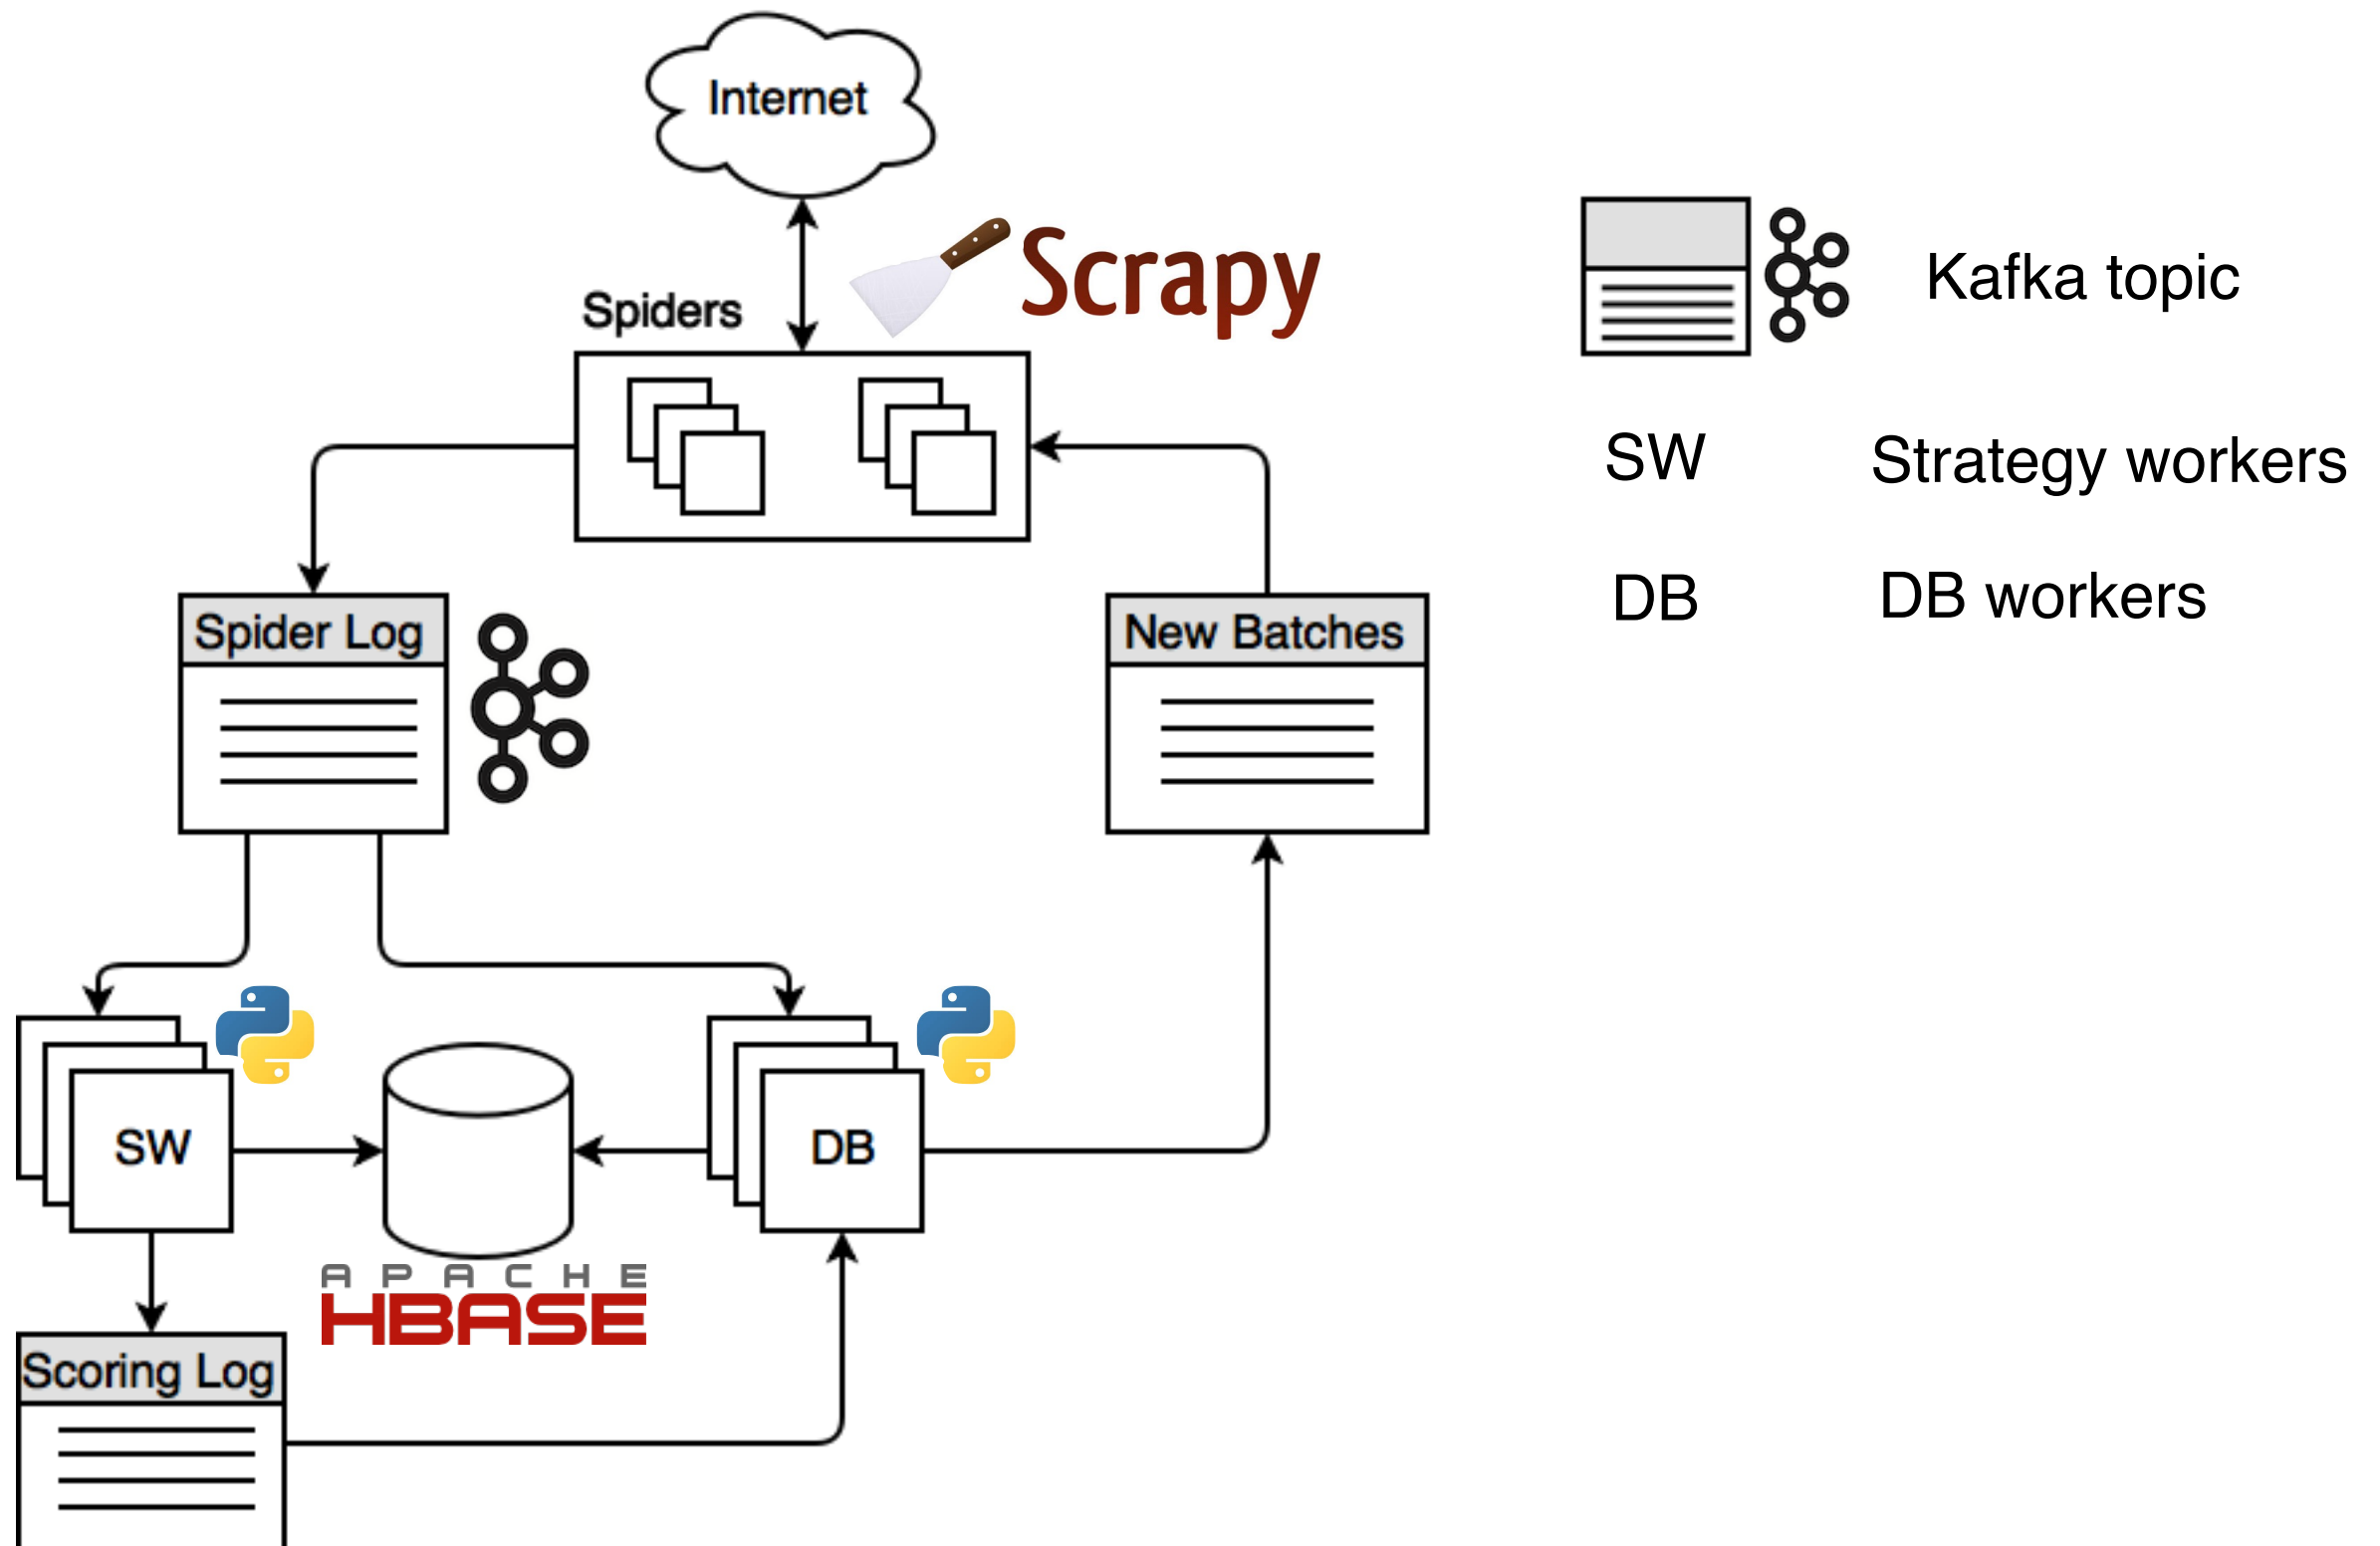 Internet
Scrapy
Spiders
Kafka topic
SW Strategy workers
DB DB workers
Spider Log
New Batches
SW
DB
APACHE
HBASE
Scoring Log